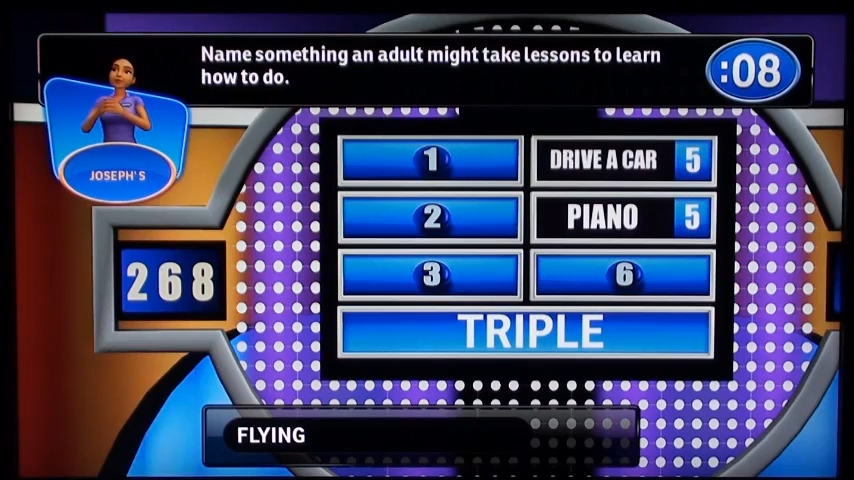 Name something an adult might take lessons to learn
how to do.
:08
JOSEPH'S
268
1
DRIVE A CAR 5
2
PIANO 5
3
6
TRIPLE
FLYING